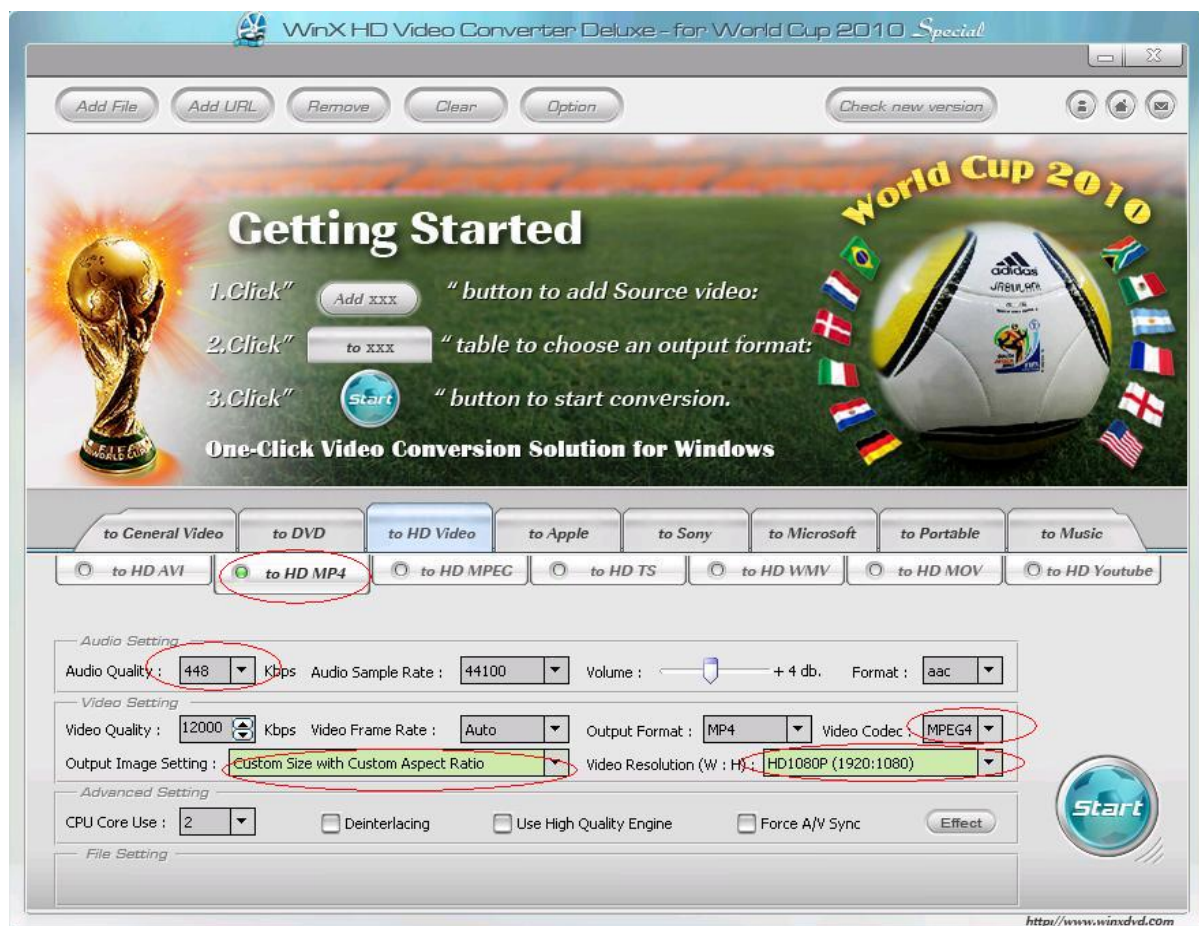 WinX HD Video Converter Deluxe - for World Cup 2010 Special
Add File Add URL Remove Clear Option Check new version
World Cup 2010
Getting Started
1.Click" Add xxx " button to add Source video:
2.Click" to xxx " table to choose an output format:
3.Click" Start " button to start conversion.
One-Click Video Conversion Solution for Windows
adidas
JABULANI
FIFA
WORLD CUP
to General Video to DVD to HD Video to Apple to Sony to Microsoft to Portable to Music
to HD AVI to HD MP4 to HD MPEG to HD TS to HD WMV to HD MOV to HD Youtube
Audio Setting
Audio Quality : 448 Kbps Audio Sample Rate : 44100 Volume : + 4 db. Format : aac
Video Setting
Video Quality : 12000 Kbps Video Frame Rate : Auto Output Format : MP4 Video Codec : MPEG4
Output Image Setting : Custom Size with Custom Aspect Ratio Video Resolution (W : H) : HD1080P (1920:1080)
Advanced Setting
CPU Core Use : 2 Deinterlacing Use High Quality Engine Force A/V Sync Effect
Start
File Setting
http://www.winxdvd.com